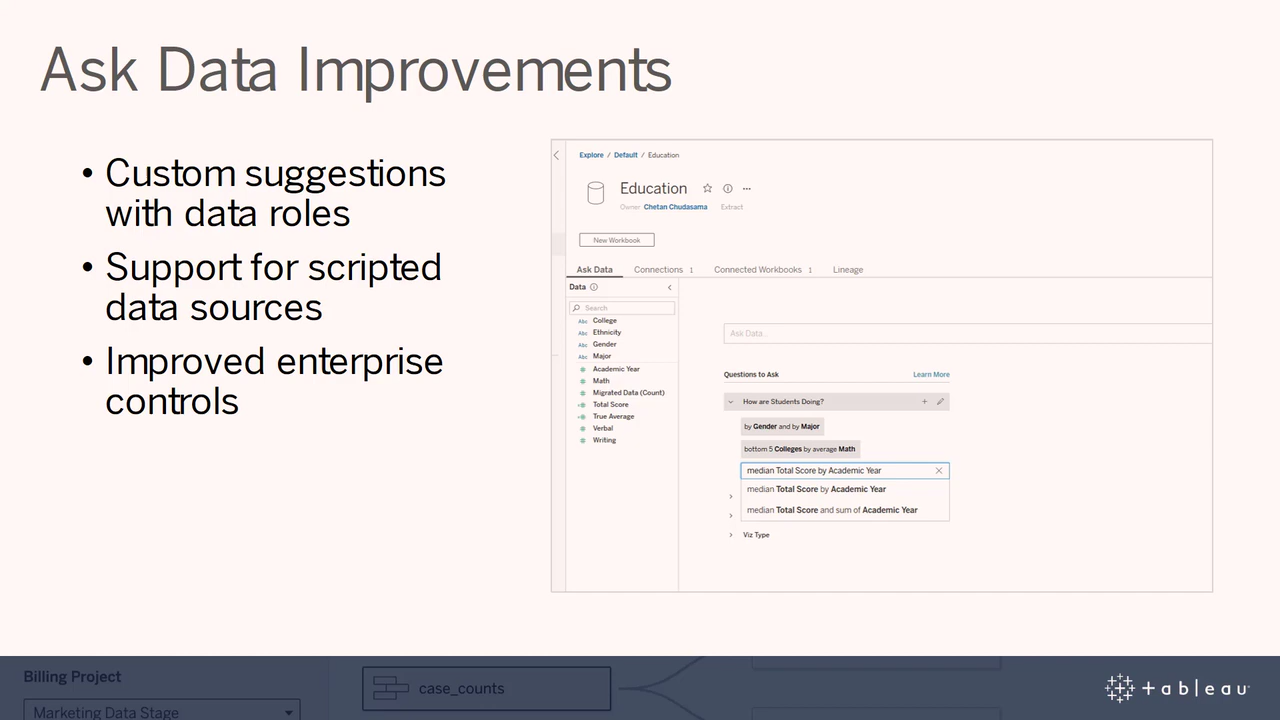 Ask Data Improvements
• Custom suggestions
with data roles
• Support for scripted
data sources
• Improved enterprise
controls
Explore / Default / Education
Education
Owner Chetan Chudasama Extract
New Workbook
Ask Data Connections 1 Connected Workbooks 1 Lineage
Data
Search
Abc College
Abc Ethnicity
Abc Gender
Abc Major
Academic Year
Math
Migrated Data (Count)
Total Score
True Average
Verbal
Writing
Ask Data...
Questions to Ask Learn More
How are Students Doing?
by Gender and by Major
bottom 5 Colleges by average Math
median Total Score by Academic Year
median Total Score by Academic Year
median Total Score and sum of Academic Year
Viz Type
Billing Project
Marketing Data Stage
case_counts
+ableau